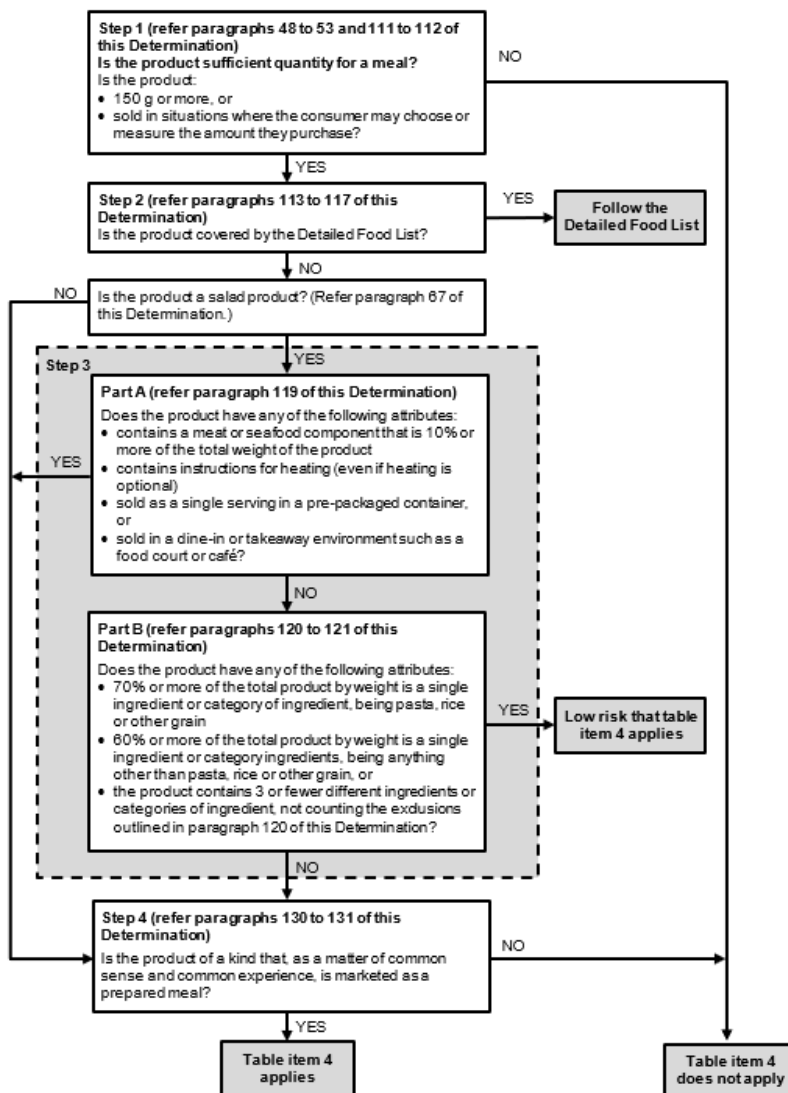 Step 1 (refer paragraphs 48 to 53 and 111 to 112 of
this Determination)
Is the product sufficient quantity for a meal?
Is the product:
• 150 g or more, or
• sold in situations where the consumer may choose or
measure the amount they purchase?
NO
YES
Step 2 (refer paragraphs 113 to 117 of this
Determination)
Is the product covered by the Detailed Food List?
YES
Follow the
Detailed Food List
NO
NO
Is the product a salad product? (Refer paragraph 67 of
this Determination.)
YES
Step 3
Part A (refer paragraph 119 of this Determination)
Does the product have any of the following attributes:
• contains a meat or seafood component that is 10% or
more of the total weight of the product
• contains instructions for heating (even if heating is
optional)
• sold as a single serving in a pre-packaged container,
or
• sold in a dine-in or takeaway environment such as a
food court or café?
YES
NO
Part B (refer paragraphs 120 to 121 of this
Determination)
Does the product have any of the following attributes:
• 70% or more of the total product by weight is a single
ingredient or category of ingredient, being pasta, rice
or other grain
• 60% or more of the total product by weight is a single
ingredient or category ingredients, being anything
other than pasta, rice or other grain, or
• the product contains 3 or fewer different ingredients or
categories of ingredient, not counting the exclusions
outlined in paragraph 120 of this Determination?
YES
Low risk that table
item 4 applies
NO
Step 4 (refer paragraphs 130 to 131 of this
Determination)
Is the product of a kind that, as a matter of common
sense and common experience, is marketed as a
prepared meal?
NO
YES
Table item 4
applies
Table item 4
does not apply